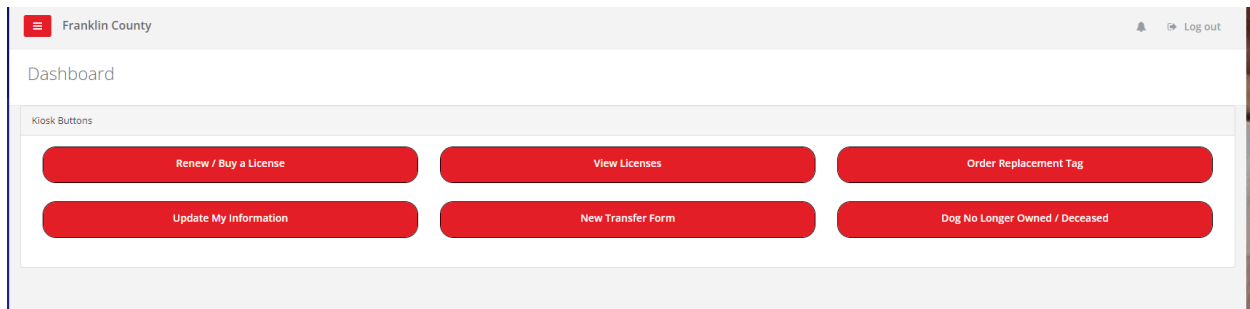 Franklin County
Log out
Dashboard
Kiosk Buttons
Renew / Buy a License
View Licenses
Order Replacement Tag
Update My Information
New Transfer Form
Dog No Longer Owned / Deceased